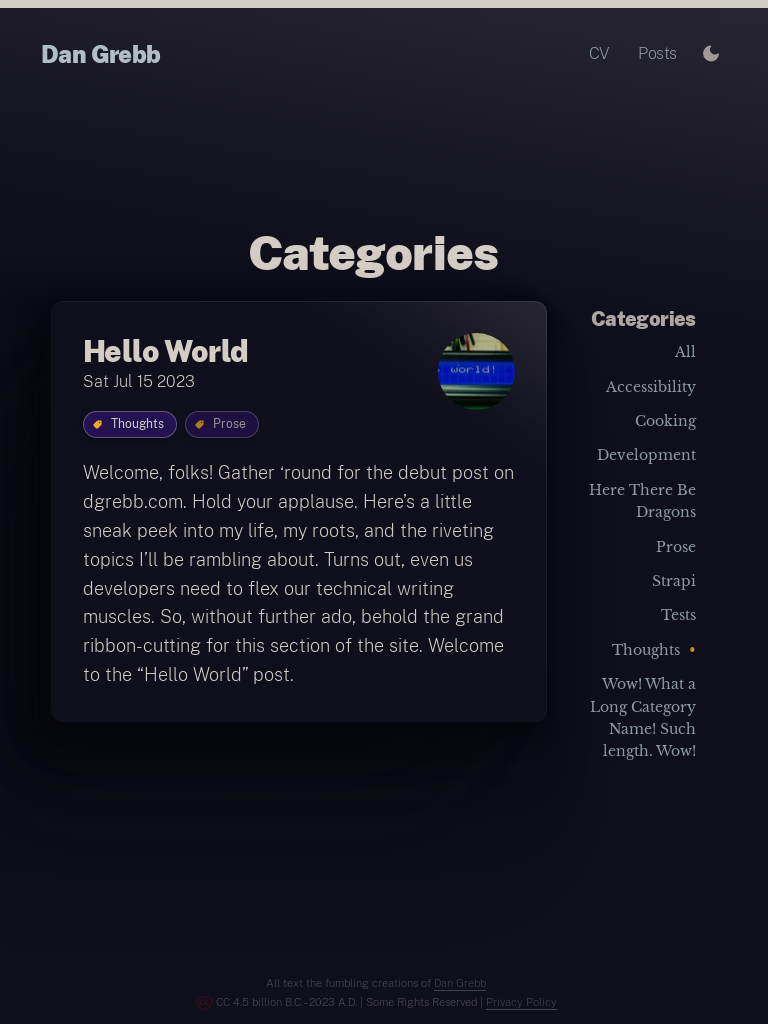 Dan Grebb
CV
Posts
Categories
Hello World
Sat Jul 15 2023
world!
Thoughts
Prose
Welcome, folks! Gather ‘round for the debut post on
dgrebb.com. Hold your applause. Here’s a little
sneak peek into my life, my roots, and the riveting
topics I’ll be rambling about. Turns out, even us
developers need to flex our technical writing
muscles. So, without further ado, behold the grand
ribbon-cutting for this section of the site. Welcome
to the “Hello World” post.
Categories
All
Accessibility
Cooking
Development
Here There Be
Dragons
Prose
Strapi
Tests
Thoughts •
Wow! What a
Long Category
Name! Such
length. Wow!
All text the fumbling creations of Dan Grebb
CC 4.5 billion B.C.–2023 A.D. | Some Rights Reserved | Privacy Policy